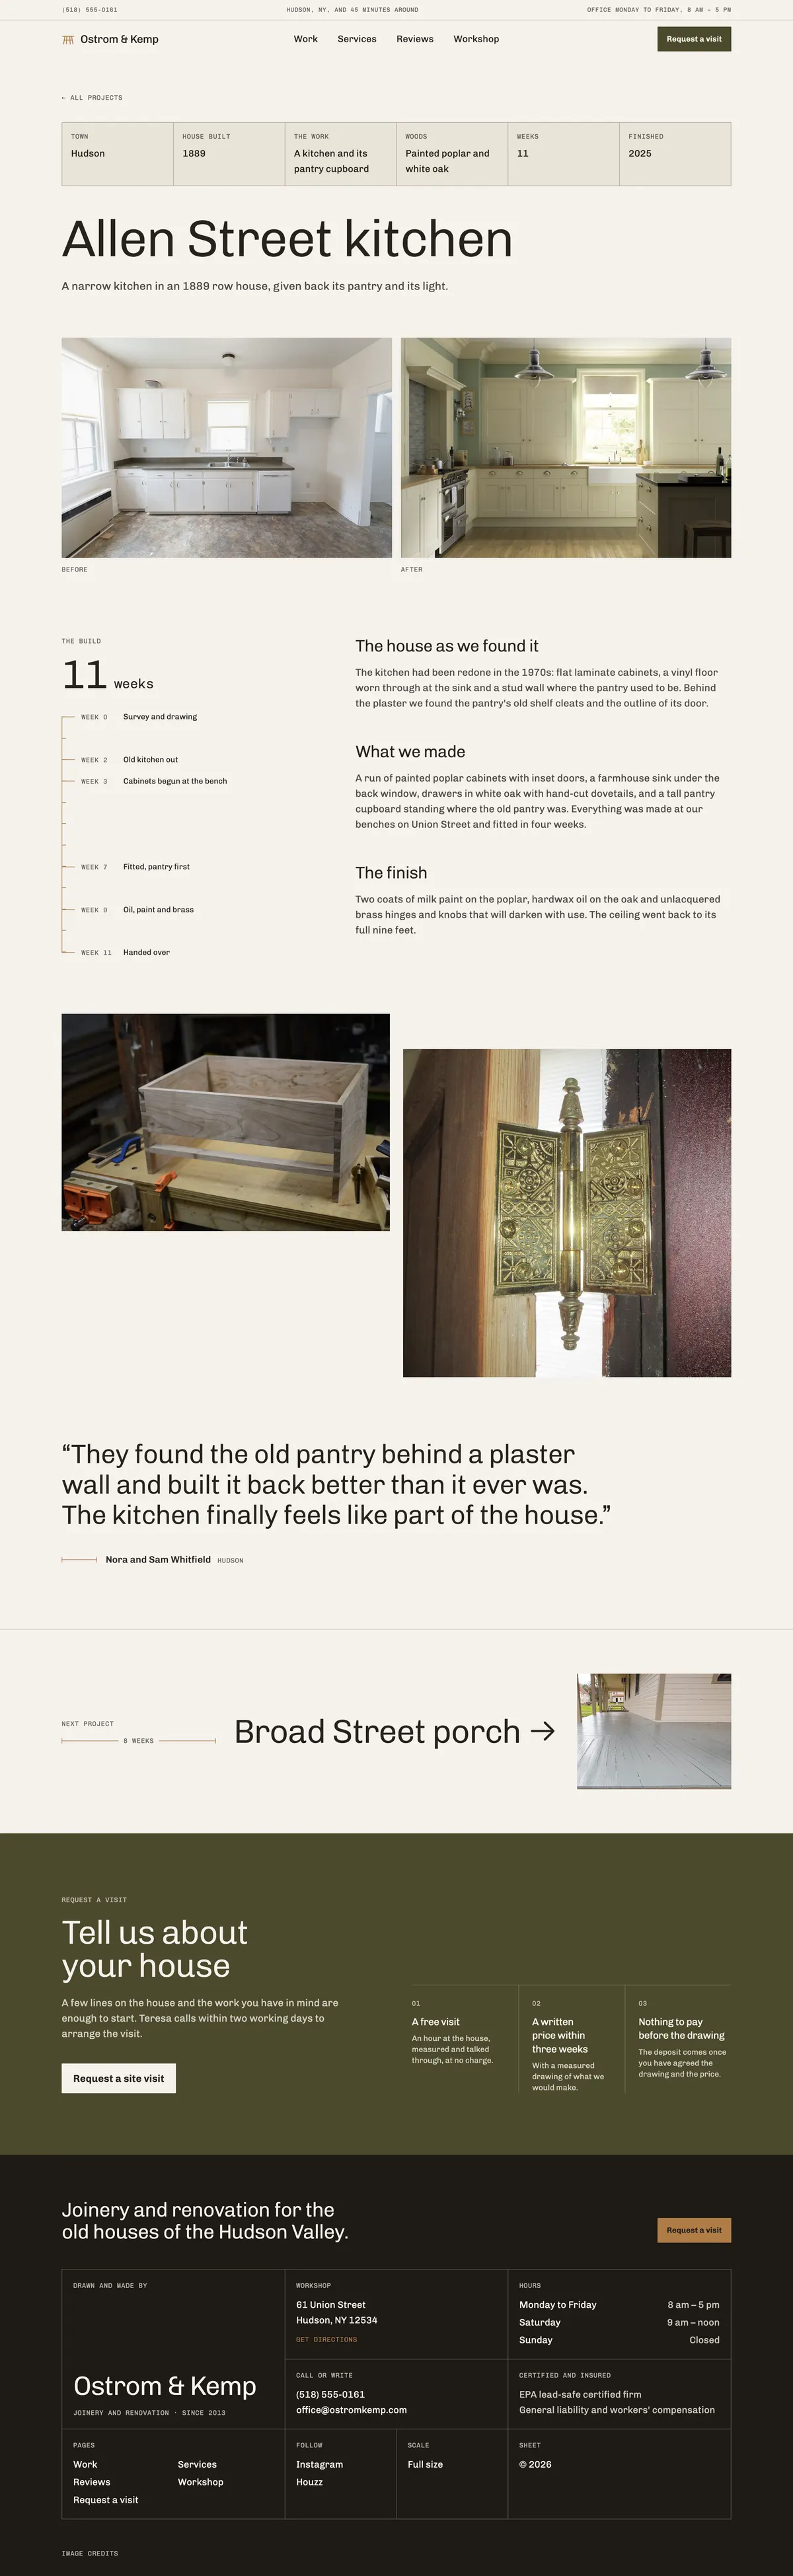 (518) 555-0161
HUDSON, NY, AND 45 MINUTES AROUND
OFFICE MONDAY TO FRIDAY, 8 AM – 5 PM
Ostrom & Kemp
Work
Services
Reviews
Workshop
Request a visit
← ALL PROJECTS
TOWN
Hudson
HOUSE BUILT
1889
THE WORK
A kitchen and its
pantry cupboard
WOODS
Painted poplar and
white oak
WEEKS
11
FINISHED
2025
Allen Street kitchen
A narrow kitchen in an 1889 row house, given back its pantry and its light.
BEFORE
AFTER
THE BUILD
11 weeks
WEEK 0 Survey and drawing
WEEK 2 Old kitchen out
WEEK 3 Cabinets begun at the bench
WEEK 7 Fitted, pantry first
WEEK 9 Oil, paint and brass
WEEK 11 Handed over
The house as we found it
The kitchen had been redone in the 1970s: flat laminate cabinets, a vinyl floor
worn through at the sink and a stud wall where the pantry used to be. Behind
the plaster we found the pantry's old shelf cleats and the outline of its door.
What we made
A run of painted poplar cabinets with inset doors, a farmhouse sink under the
back window, drawers in white oak with hand-cut dovetails, and a tall pantry
cupboard standing where the old pantry was. Everything was made at our
benches on Union Street and fitted in four weeks.
The finish
Two coats of milk paint on the poplar, hardwax oil on the oak and unlacquered
brass hinges and knobs that will darken with use. The ceiling went back to its
full nine feet.
“They found the old pantry behind a plaster
wall and built it back better than it ever was.
The kitchen finally feels like part of the house.”
Nora and Sam Whitfield HUDSON
NEXT PROJECT
8 WEEKS
Broad Street porch →
REQUEST A VISIT
Tell us about
your house
A few lines on the house and the work you have in mind are
enough to start. Teresa calls within two working days to
arrange the visit.
Request a site visit
01
A free visit
An hour at the house,
measured and talked
through, at no charge.
02
A written
price within
three weeks
With a measured
drawing of what we
would make.
03
Nothing to pay
before the drawing
The deposit comes once
you have agreed the
drawing and the price.
Joinery and renovation for the
old houses of the Hudson Valley.
Request a visit
DRAWN AND MADE BY
Ostrom & Kemp
JOINERY AND RENOVATION · SINCE 2013
WORKSHOP
61 Union Street
Hudson, NY 12534
GET DIRECTIONS
HOURS
Monday to Friday 8 am – 5 pm
Saturday 9 am – noon
Sunday Closed
CALL OR WRITE
(518) 555-0161
office@ostromkemp.com
CERTIFIED AND INSURED
EPA lead-safe certified firm
General liability and workers' compensation
PAGES
Work
Services
Reviews
Workshop
Request a visit
FOLLOW
Instagram
Houzz
SCALE
Full size
SHEET
© 2026
IMAGE CREDITS